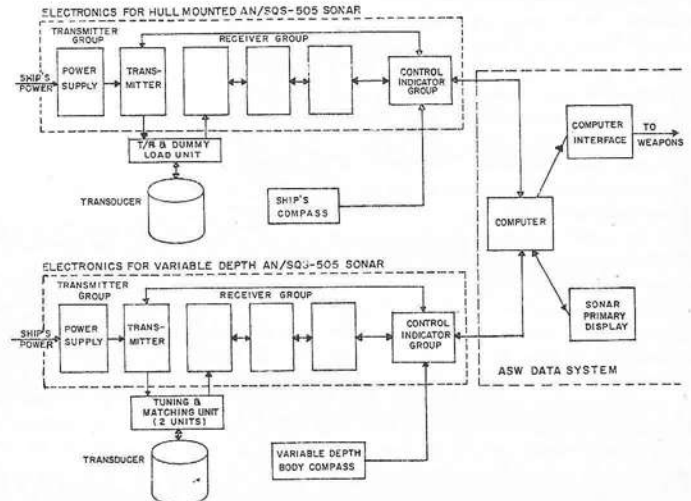 ELECTRONICS FOR HULL MOUNTED AN/SQS-505 SONAR
TRANSMITTER
GROUP
RECEIVER GROUP
SHIP'S
POWER
POWER
SUPPLY
TRANS-
MITTER
CONTROL
INDICATOR
GROUP
T/R & DUMMY
LOAD UNIT
TRANSDUCER
SHIP'S
COMPASS
COMPUTER
INTERFACE
TO
WEAPONS
COMPUTER
SONAR
PRIMARY
DISPLAY
ASW DATA SYSTEM
ELECTRONICS FOR VARIABLE DEPTH AN/SQS-505 SONAR
TRANSMITTER
GROUP
RECEIVER GROUP
SHIP'S
POWER
POWER
SUPPLY
TRANS-
MITTER
CONTROL
INDICATOR
GROUP
TUNING &
MATCHING UNIT
(2 UNITS)
TRANSDUCER
VARIABLE DEPTH
BODY COMPASS